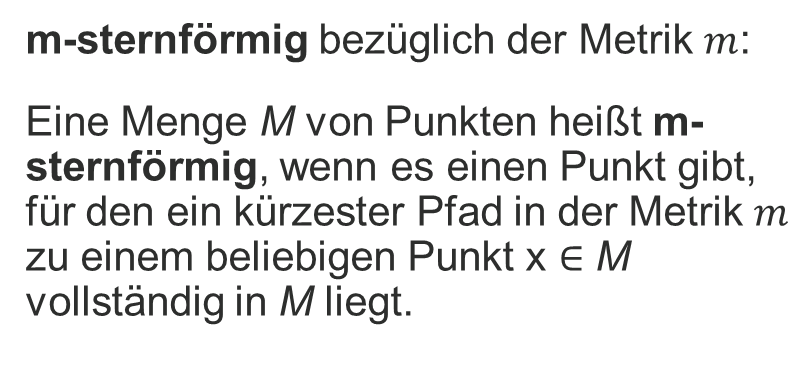 m-sternförmig bezüglich der Metrik 𝑚:
Eine Menge M von Punkten heißt m-
sternförmig, wenn es einen Punkt gibt,
für den ein kürzester Pfad in der Metrik 𝑚
zu einem beliebigen Punkt x ∈ M
vollständig in M liegt.